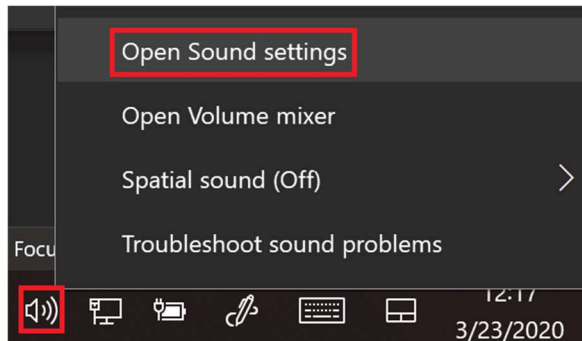 Open Sound settings
Open Volume mixer
Spatial sound (Off)
Troubleshoot sound problems
Focu
12:17
3/23/2020